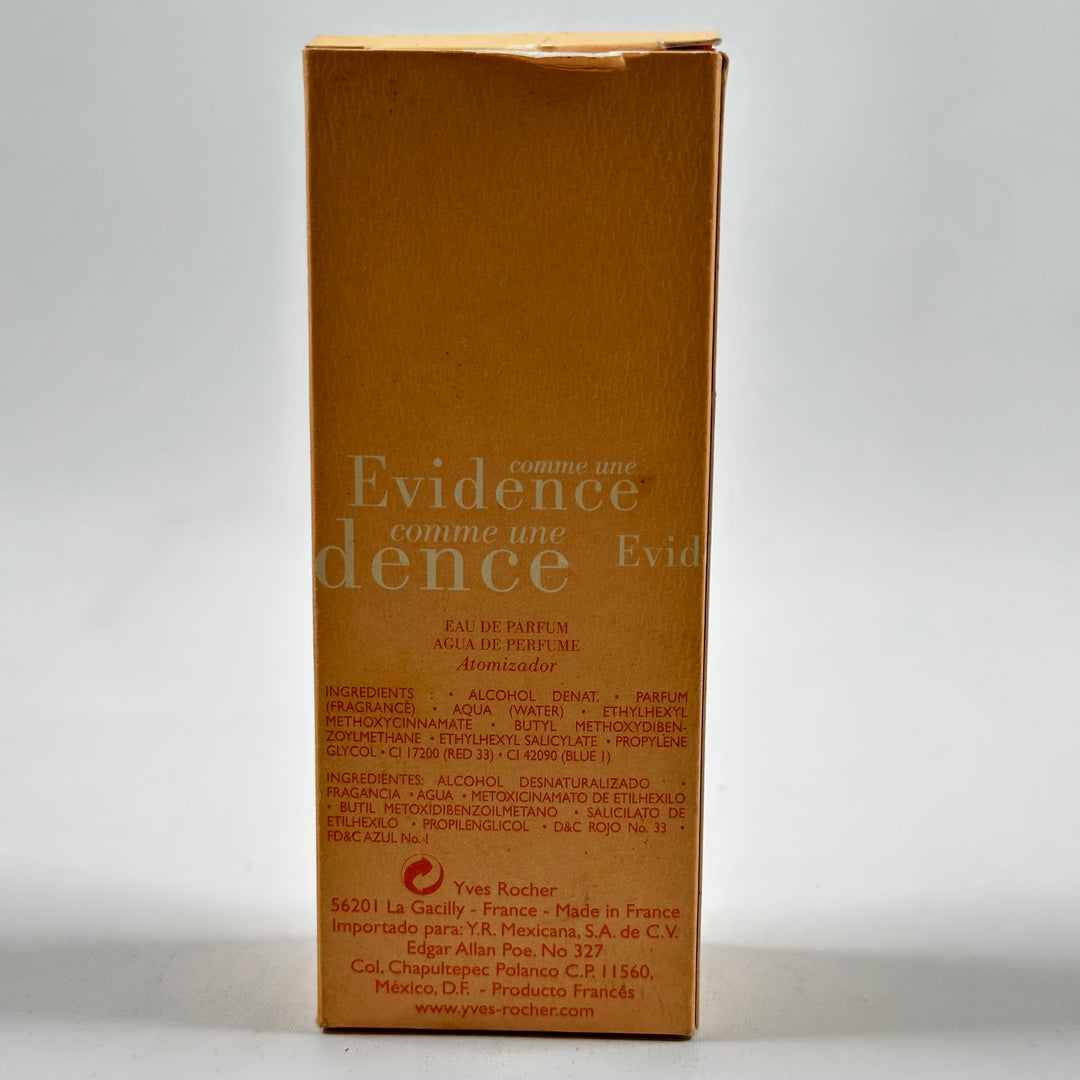 comme une
Evidence
comme une
dence Evid
EAU DE PARFUM
AGUA DE PERFUME
Atomizador
INGREDIENTS : • ALCOHOL DENAT. • PARFUM
(FRAGRANCE) • AQUA (WATER) • ETHYLHEXYL
METHOXYCINNAMATE • BUTYL METHOXYDIBEN-
ZOYLMETHANE • ETHYLHEXYL SALICYLATE • PROPYLENE
GLYCOL • CI 17200 (RED 33) • CI 42090 (BLUE 1)
INGREDIENTES: ALCOHOL DESNATURALIZADO •
FRAGANCIA • AGUA • METOXICINAMATO DE ETILHEXILO
• BUTIL METOXIDIBENZOILMETANO • SALICILATO DE
ETILHEXILO • PROPILENGLICOL • D&C ROJO No. 33 •
FD&C AZUL No. 1
Yves Rocher
56201 La Gacilly - France - Made in France
Importado para: Y.R. Mexicana, S.A. de C.V.
Edgar Allan Poe, No 327
Col. Chapultepec Polanco C.P. 11560,
México, D.F. - Producto Francés
www.yves-rocher.com